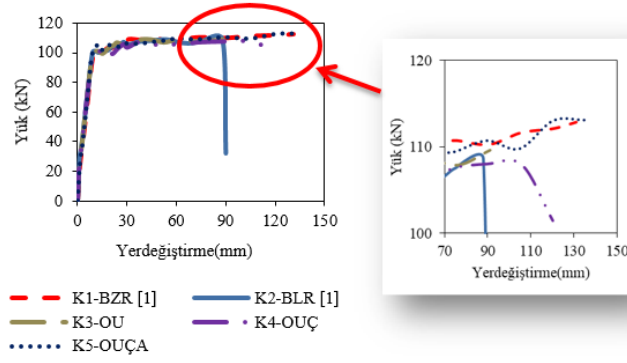 Yük (kN)
120
100
80
60
40
20
0
0 30 60 90 120 150
Yerdeğiştirme(mm)
Yük (kN)
120
110
100
70 90 110 130
Yerdeğiştirme(mm)
K1-BZR [1] K2-BLR [1]
K3-OU K4-OUÇ
K5-OUÇA